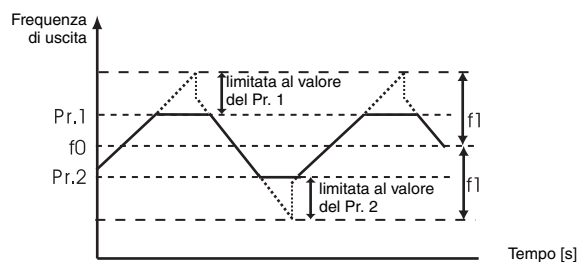 Frequenza
di uscita
limitata al valore
del Pr. 1
Pr.1
f1
f0
Pr.2
f1
limitata al valore
del Pr. 2
Tempo [s]